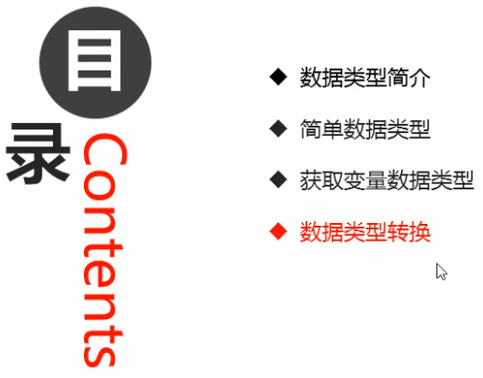 目录
Contents
◆ 数据类型简介
◆ 简单数据类型
◆ 获取变量数据类型
◆ 数据类型转换